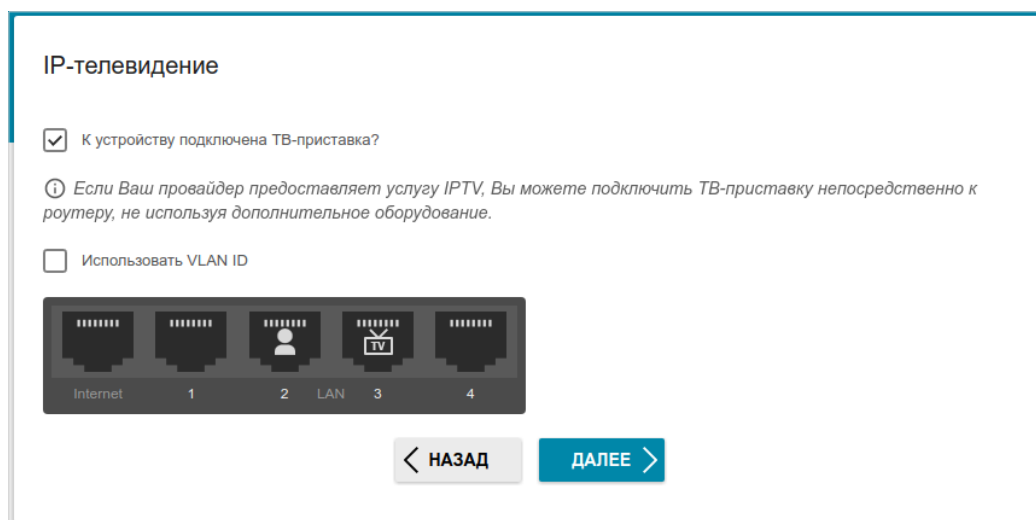 IP-телевидение
К устройству подключена ТВ-приставка?
Если Ваш провайдер предоставляет услугу IPTV, Вы можете подключить ТВ-приставку непосредственно к
роутеру, не используя дополнительное оборудование.
Использовать VLAN ID
TV
Internet 1 2 LAN 3 4
НАЗАД ДАЛЕЕ